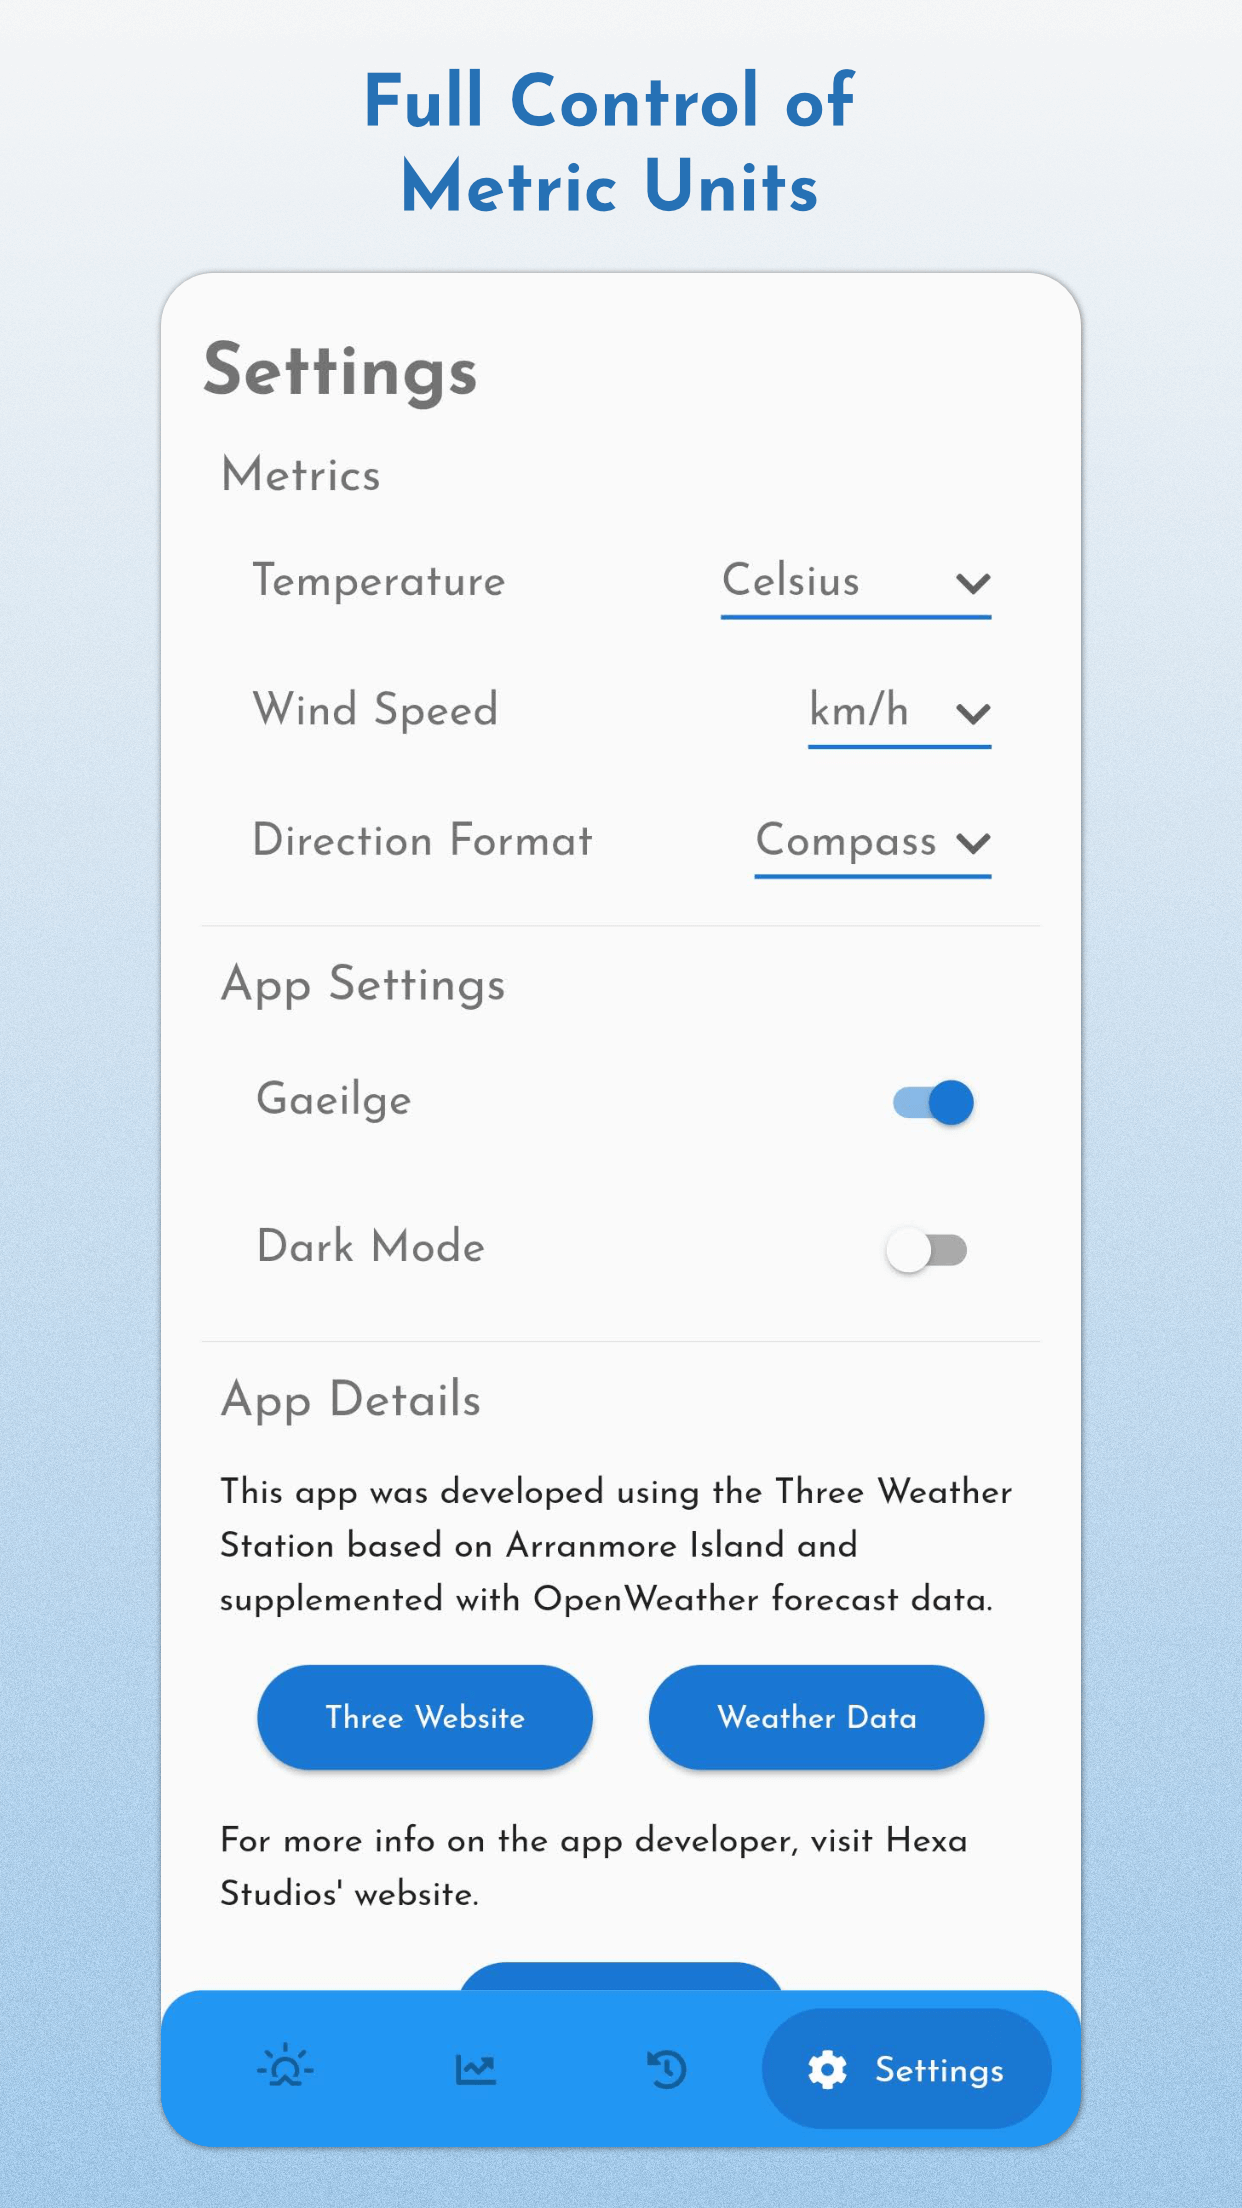 Full Control of
Metric Units
Settings
Metrics
Temperature Celsius
Wind Speed km/h
Direction Format Compass
App Settings
Gaeilge
Dark Mode
App Details
This app was developed using the Three Weather
Station based on Arranmore Island and
supplemented with OpenWeather forecast data.
Three Website Weather Data
For more info on the app developer, visit Hexa
Studios' website.
Settings